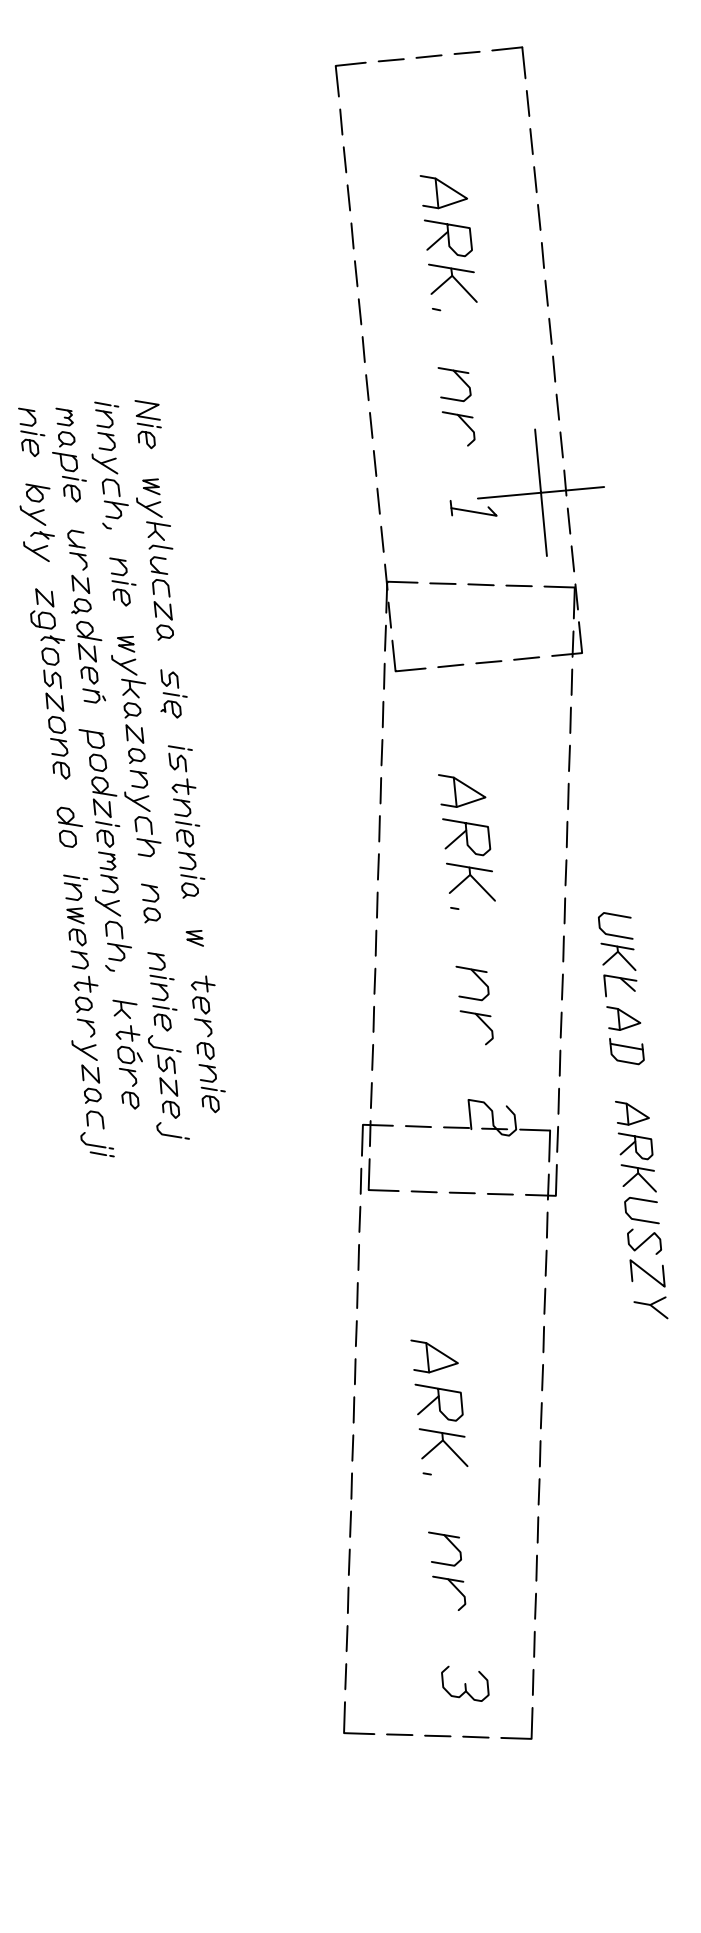 UKŁAD ARKUSZY
ARK. nr 1
ARK. nr 2
ARK. nr 3
Nie wyklucza się istnienia w terenie
innych, nie wykazanych na niniejszej
mapie urządzeń podziemnych, które
nie były zgłoszone do inwentaryzacji